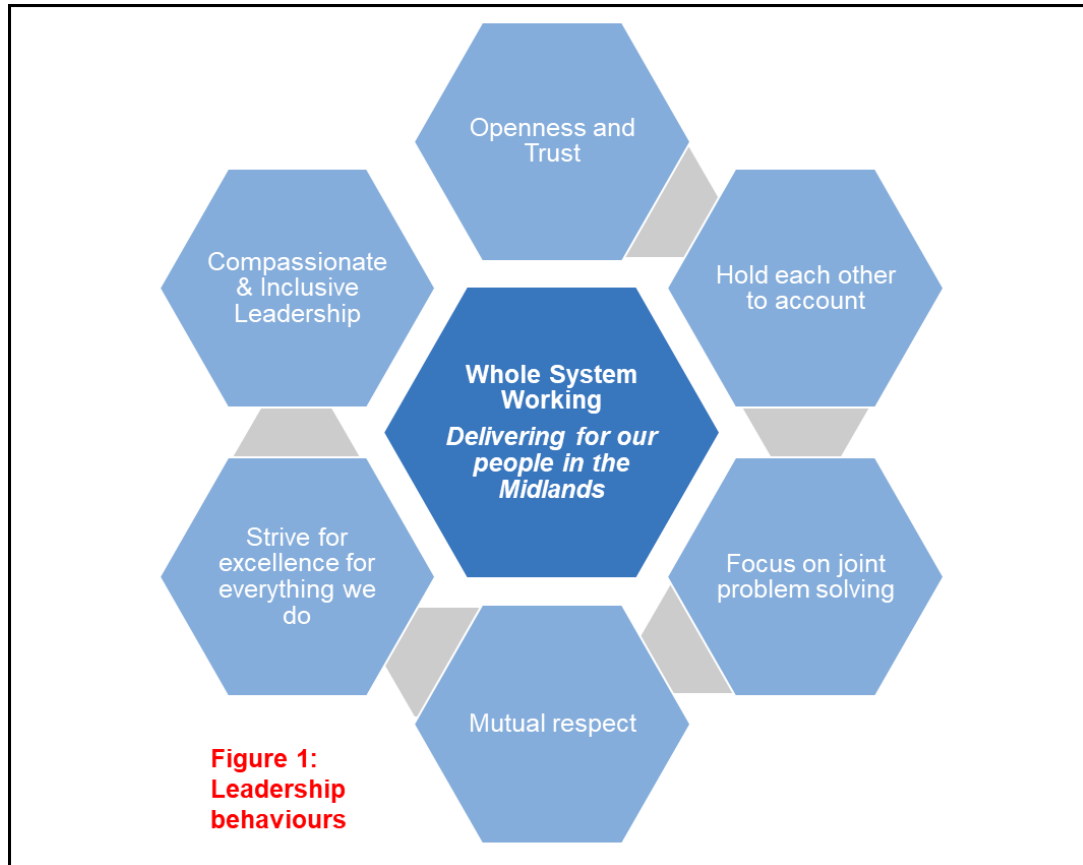 Openness and
Trust
Hold each other
to account
Focus on joint
problem solving
Mutual respect
Strive for
excellence for
everything we
do
Compassionate
& Inclusive
Leadership
Whole System
Working
Delivering for our
people in the
Midlands
Figure 1:
Leadership
behaviours